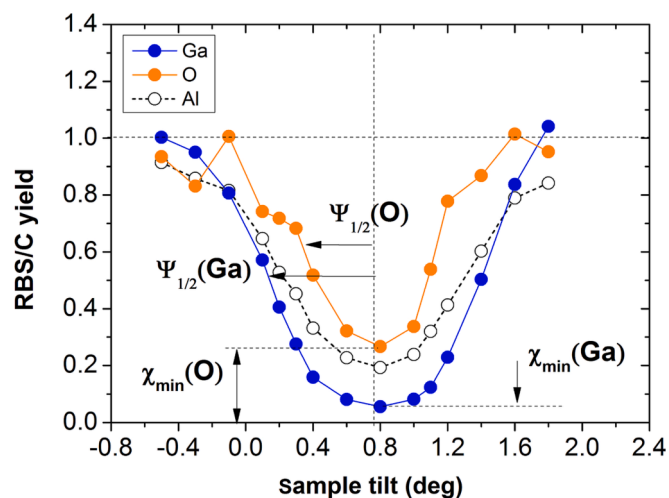 1.4
1.2
1.0
0.8
0.6
0.4
0.2
0.0
RBS/C yield
Ga
O
Al
Ψ1/2(O)
Ψ1/2(Ga)
χmin(O)
χmin(Ga)
-0.8 -0.4 0.0 0.4 0.8 1.2 1.6 2.0 2.4
Sample tilt (deg)